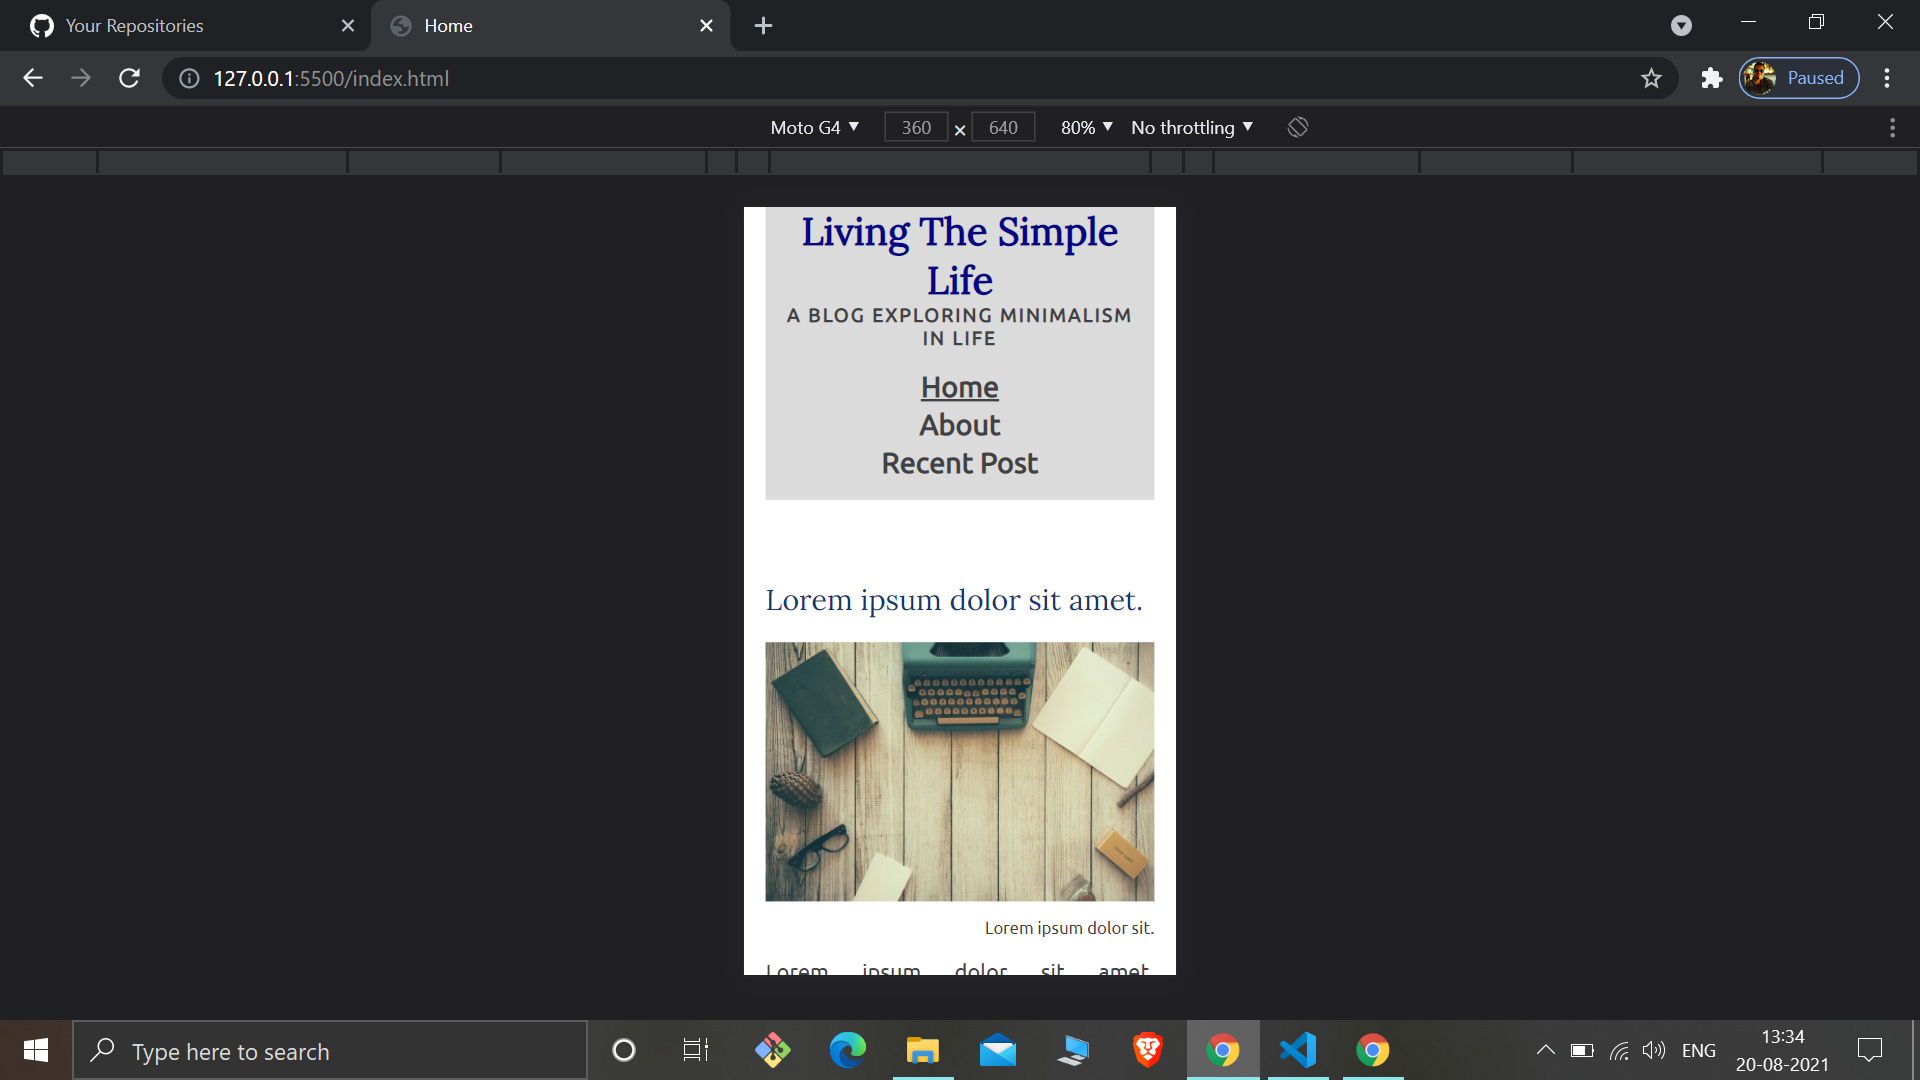 Your Repositories
Home
127.0.0.1:5500/index.html
Paused
Moto G4
360 × 640
80%
No throttling
Living The Simple
Life
A BLOG EXPLORING MINIMALISM
IN LIFE
Home
About
Recent Post
Lorem ipsum dolor sit amet.
Lorem ipsum dolor sit.
Lorem ipsum dolor sit amet
Type here to search
ENG
13:34
20-08-2021